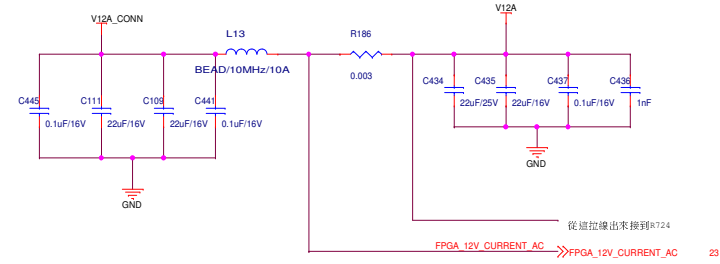 V12A_CONN
V12A
L13
R186
BEAD/10MHz/10A
0.003
C445
C111
C109
C441
0.1uF/16V
22uF/16V
22uF/16V
0.1uF/16V
C434
C435
C437
C436
22uF/25V
22uF/16V
0.1uF/16V
1nF
GND
GND
從這拉線出來接到R724
FPGA_12V_CURRENT_AC
FPGA_12V_CURRENT_AC 23